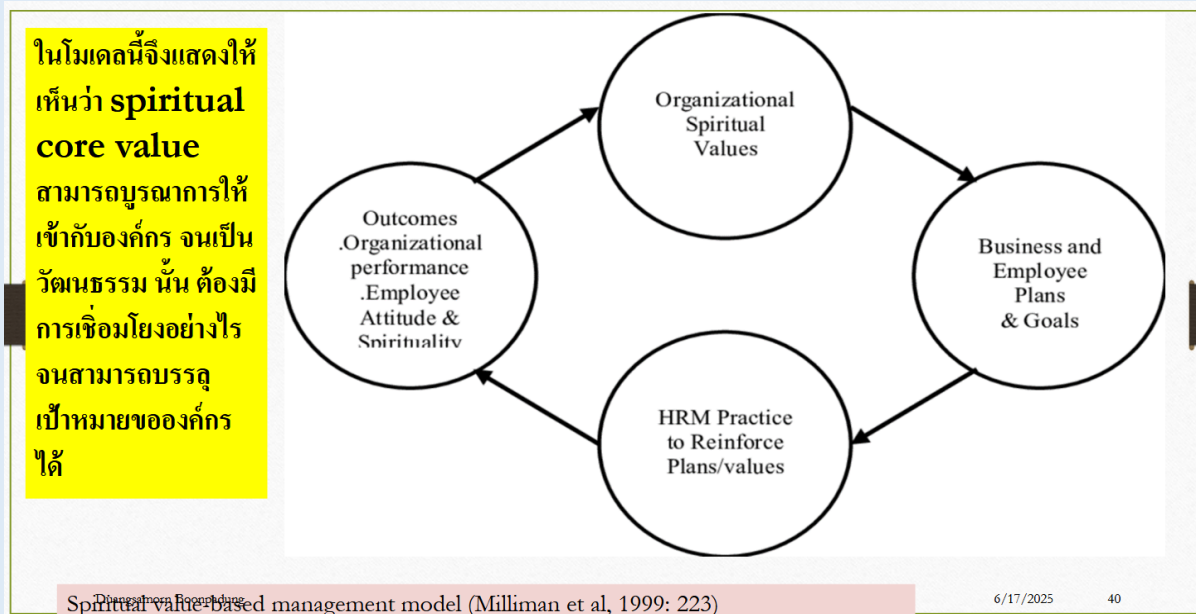 ในโมเดลนี้จึงแสดงให้
เห็นว่า spiritual
core value
สามารถบูรณาการให้
เข้ากับองค์กร จนเป็น
วัฒนธรรม นั้น ต้องมี
การเชื่อมโยงอย่างไร
จนสามารถบรรลุ
เป้าหมายขององค์กร
ได้
Organizational
Spiritual
Values
Outcomes
.Organizational
performance
.Employee
Attitude &
Spirituality
Business and
Employee
Plans
& Goals
HRM Practice
to Reinforce
Plans/values
Duangsamorn Boonpadung
Spiritual value-based management model (Milliman et al, 1999: 223)
6/17/2025
40